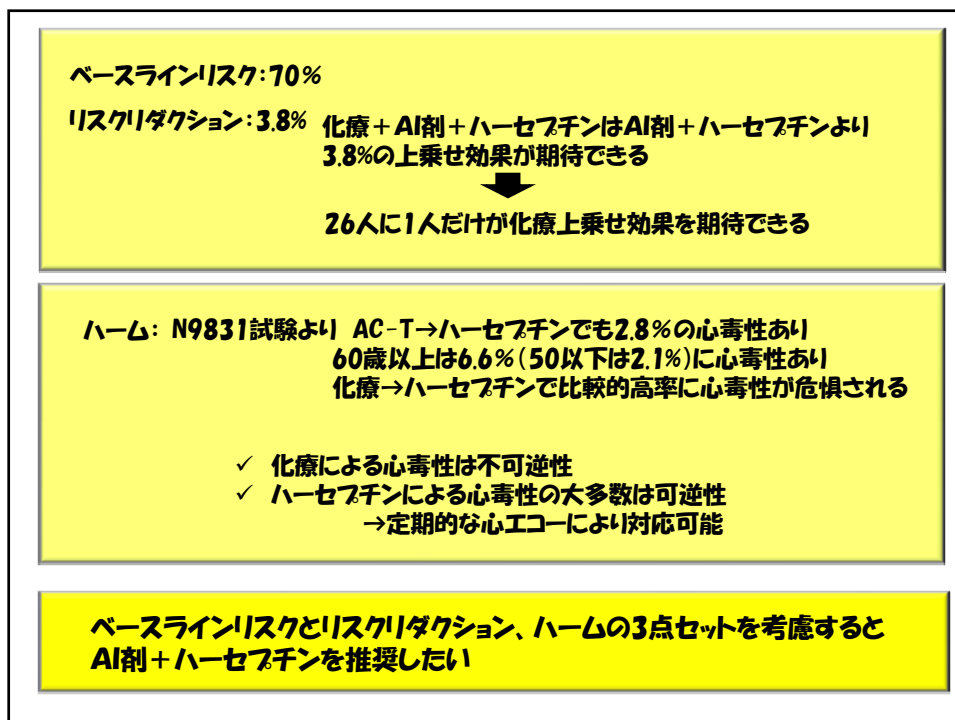 ベースラインリスク：70%
リスクリダクション：3.8% 化療＋AI剤＋ハーセプチンはAI剤＋ハーセプチンより
3.8%の上乗せ効果が期待できる
26人に1人だけが化療上乗せ効果を期待できる
ハーム： N9831試験より AC-T→ハーセプチンでも2.8%の心毒性あり
60歳以上は6.6%（50以下は2.1%）に心毒性あり
化療→ハーセプチンで比較的高率に心毒性が危惧される
✓ 化療による心毒性は不可逆性
✓ ハーセプチンによる心毒性の大多数は可逆性
→定期的な心エコーにより対応可能
ベースラインリスクとリスクリダクション、ハームの3点セットを考慮すると
AI剤＋ハーセプチンを推奨したい